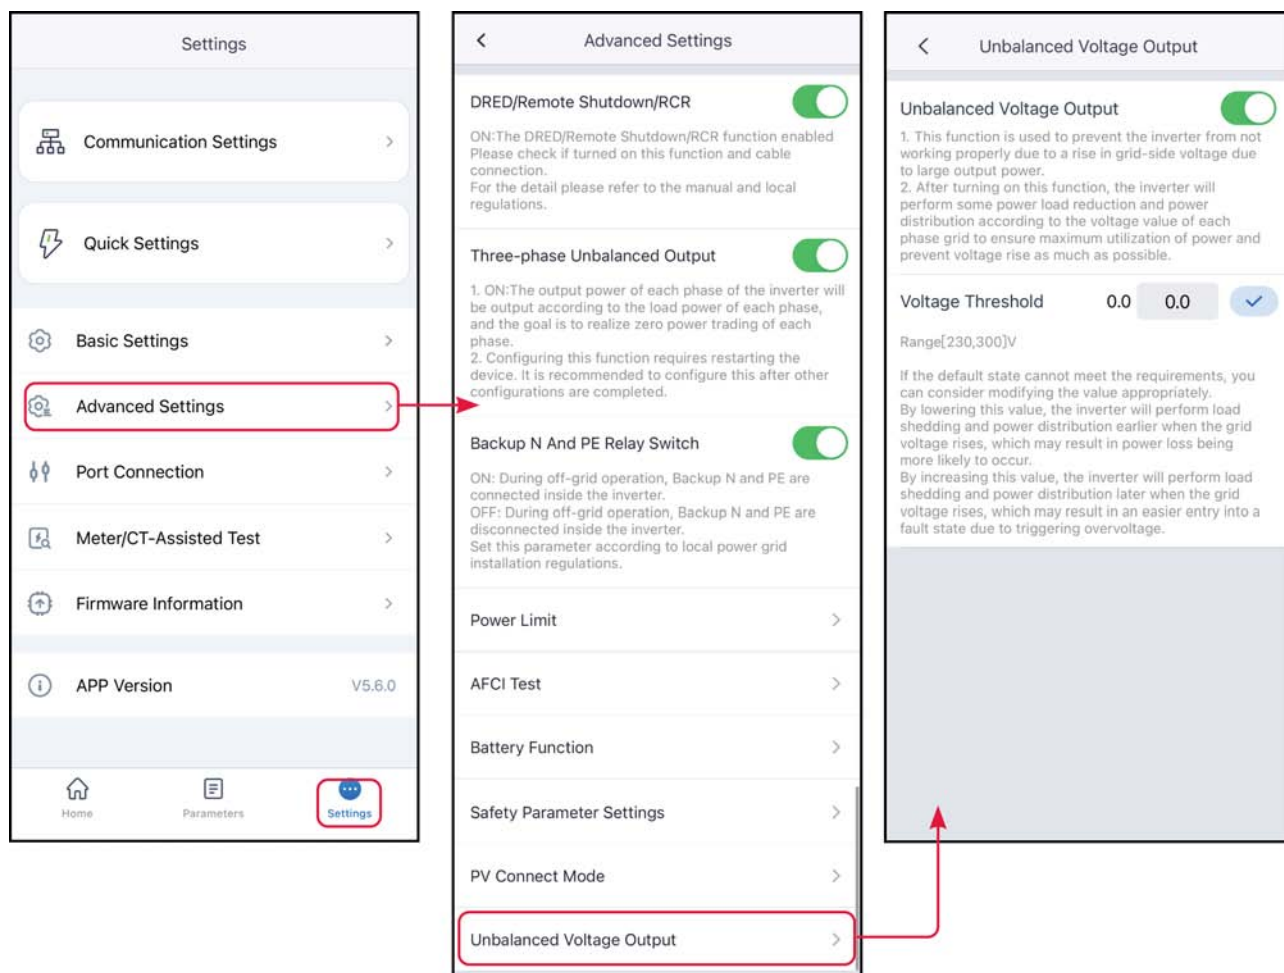 Settings
Communication Settings
Quick Settings
Basic Settings
Advanced Settings
Port Connection
Meter/CT-Assisted Test
Firmware Information
APP Version V5.6.0
Home Parameters Settings
Advanced Settings
DRED/Remote Shutdown/RCR
ON:The DRED/Remote Shutdown/RCR function enabled
Please check if turned on this function and cable
connection.
For the detail please refer to the manual and local
regulations.
Three-phase Unbalanced Output
1. ON:The output power of each phase of the inverter will
be output according to the load power of each phase,
and the goal is to realize zero power trading of each
phase.
2. Configuring this function requires restarting the
device. It is recommended to configure this after other
configurations are completed.
Backup N And PE Relay Switch
ON: During off-grid operation, Backup N and PE are
connected inside the inverter.
OFF: During off-grid operation, Backup N and PE are
disconnected inside the inverter.
Set this parameter according to local power grid
installation regulations.
Power Limit
AFCI Test
Battery Function
Safety Parameter Settings
PV Connect Mode
Unbalanced Voltage Output
Unbalanced Voltage Output
Unbalanced Voltage Output
1. This function is used to prevent the inverter from not
working properly due to a rise in grid-side voltage due
to large output power.
2. After turning on this function, the inverter will
perform some power load reduction and power
distribution according to the voltage value of each
phase grid to ensure maximum utilization of power and
prevent voltage rise as much as possible.
Voltage Threshold 0.0 0.0
Range[230,300]V
If the default state cannot meet the requirements, you
can consider modifying the value appropriately.
By lowering this value, the inverter will perform load
shedding and power distribution earlier when the grid
voltage rises, which may result in power loss being
more likely to occur.
By increasing this value, the inverter will perform load
shedding and power distribution later when the grid
voltage rises, which may result in an easier entry into a
fault state due to triggering overvoltage.